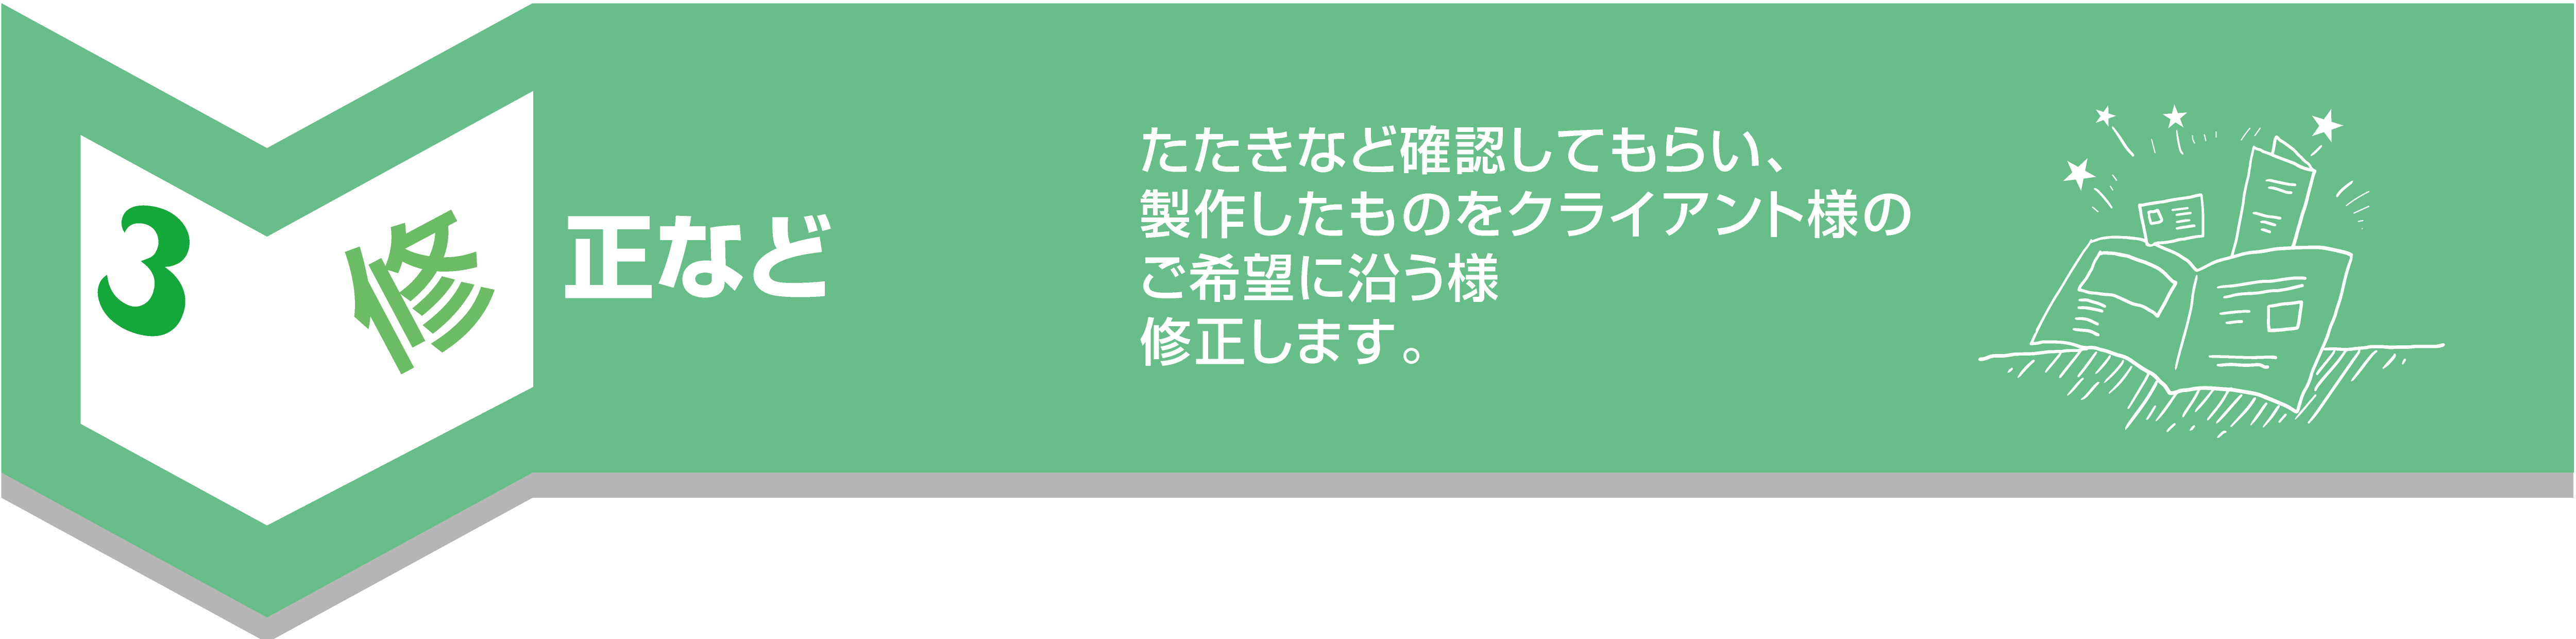 3 修正など
たたきなど確認してもらい、
製作したものをクライアント様の
ご希望に沿う様
修正します。